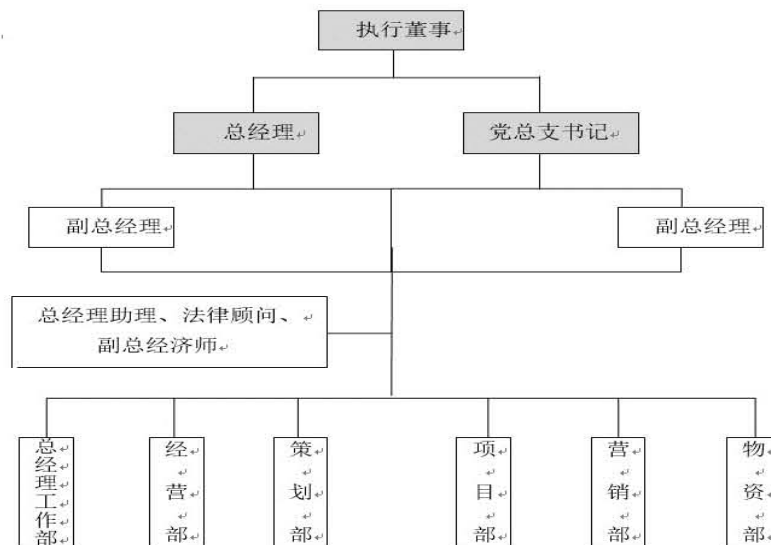 执行董事
总经理
党总支书记
副总经理
副总经理
总经理助理、法律顾问、
副总经济师
总经理工作部
经营部
策划部
项目部
营销部
物资部